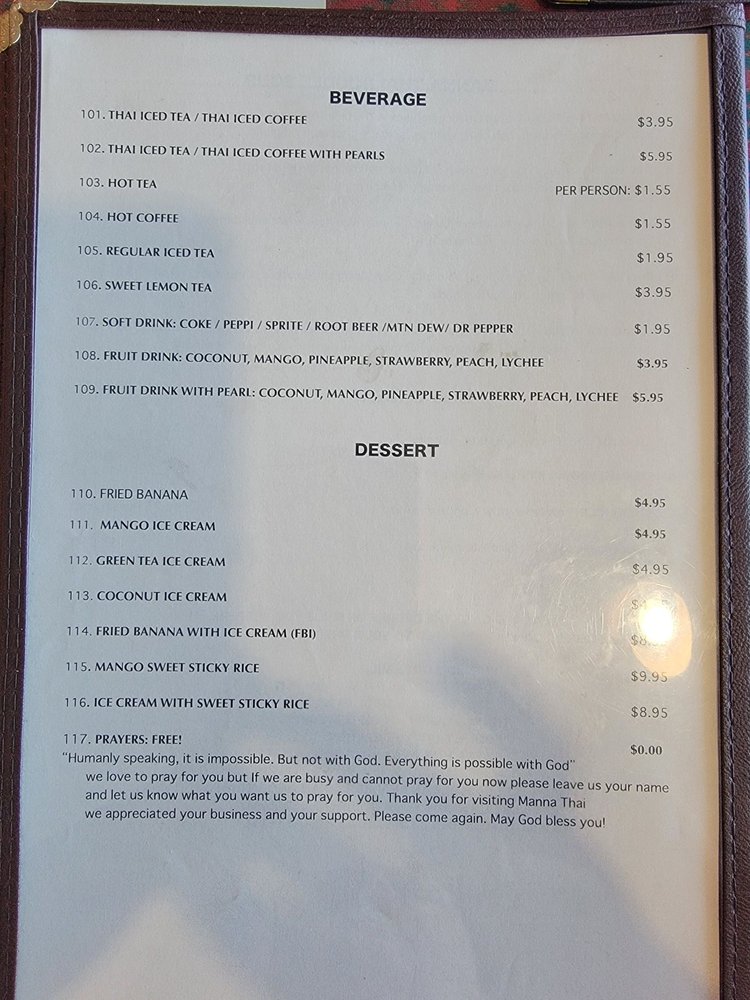 BEVERAGE
101. THAI ICED TEA / THAI ICED COFFEE $3.95
102. THAI ICED TEA / THAI ICED COFFEE WITH PEARLS $5.95
103. HOT TEA PER PERSON: $1.55
104. HOT COFFEE $1.55
105. REGULAR ICED TEA $1.95
106. SWEET LEMON TEA $3.95
107. SOFT DRINK: COKE / PEPPI / SPRITE / ROOT BEER /MTN DEW/ DR PEPPER $1.95
108. FRUIT DRINK: COCONUT, MANGO, PINEAPPLE, STRAWBERRY, PEACH, LYCHEE $3.95
109. FRUIT DRINK WITH PEARL: COCONUT, MANGO, PINEAPPLE, STRAWBERRY, PEACH, LYCHEE $5.95
DESSERT
110. FRIED BANANA $4.95
111. MANGO ICE CREAM $4.95
112. GREEN TEA ICE CREAM $4.95
113. COCONUT ICE CREAM
114. FRIED BANANA WITH ICE CREAM (FBI)
115. MANGO SWEET STICKY RICE $9.95
116. ICE CREAM WITH SWEET STICKY RICE $8.95
117. PRAYERS: FREE! $0.00
"Humanly speaking, it is impossible. But not with God. Everything is possible with God"
we love to pray for you but If we are busy and cannot pray for you now please leave us your name
and let us know what you want us to pray for you. Thank you for visiting Manna Thai
we appreciated your business and your support. Please come again. May God bless you!